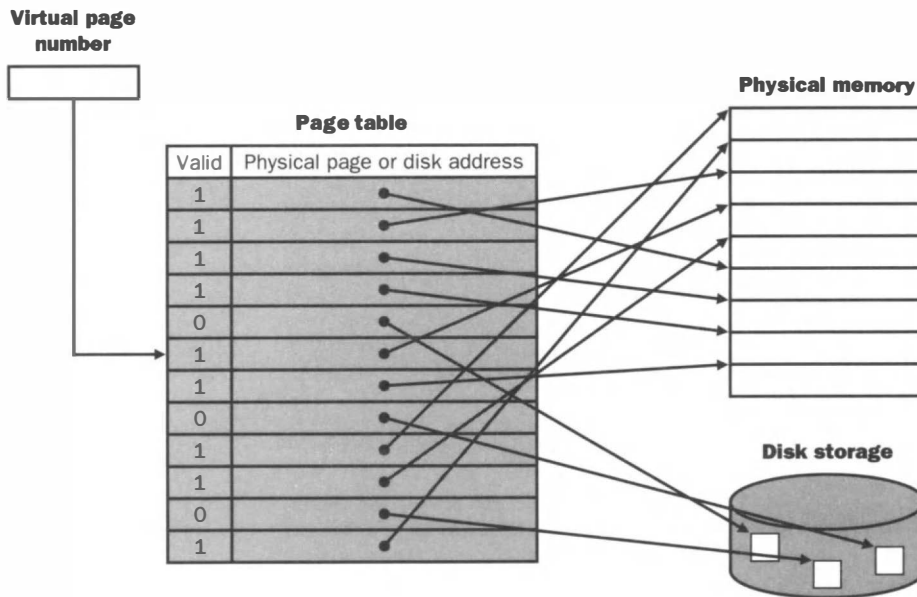 Virtual page
number
Physical memory
Page table
Valid Physical page or disk address
1
1
1
1
0
1
1
0
1
1
0
1
Disk storage